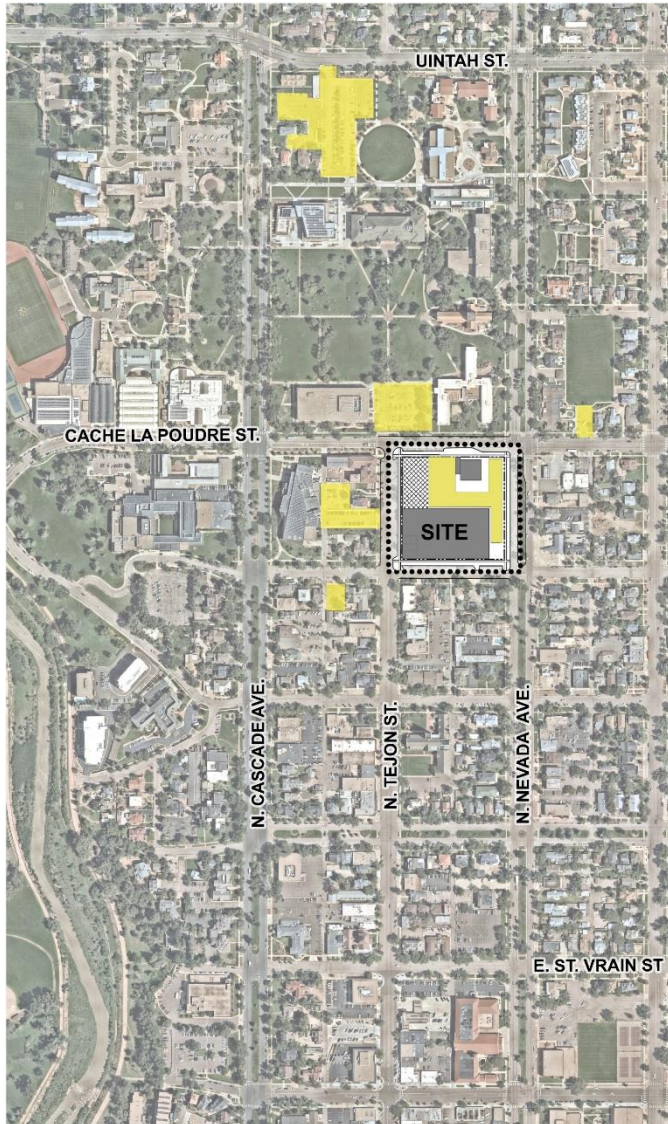 UINTAH ST.
CACHE LA POUDRE ST.
SITE
N. CASCADE AVE.
N. TEJON ST.
N. NEVADA AVE.
E. ST. VRAIN ST